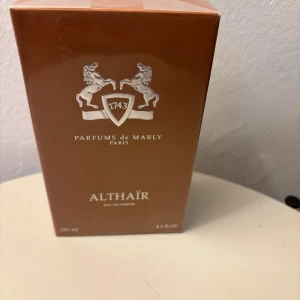 1743
PARFUMS de MARLY
PARIS
ALTHAÏR
EAU DE PARFUM